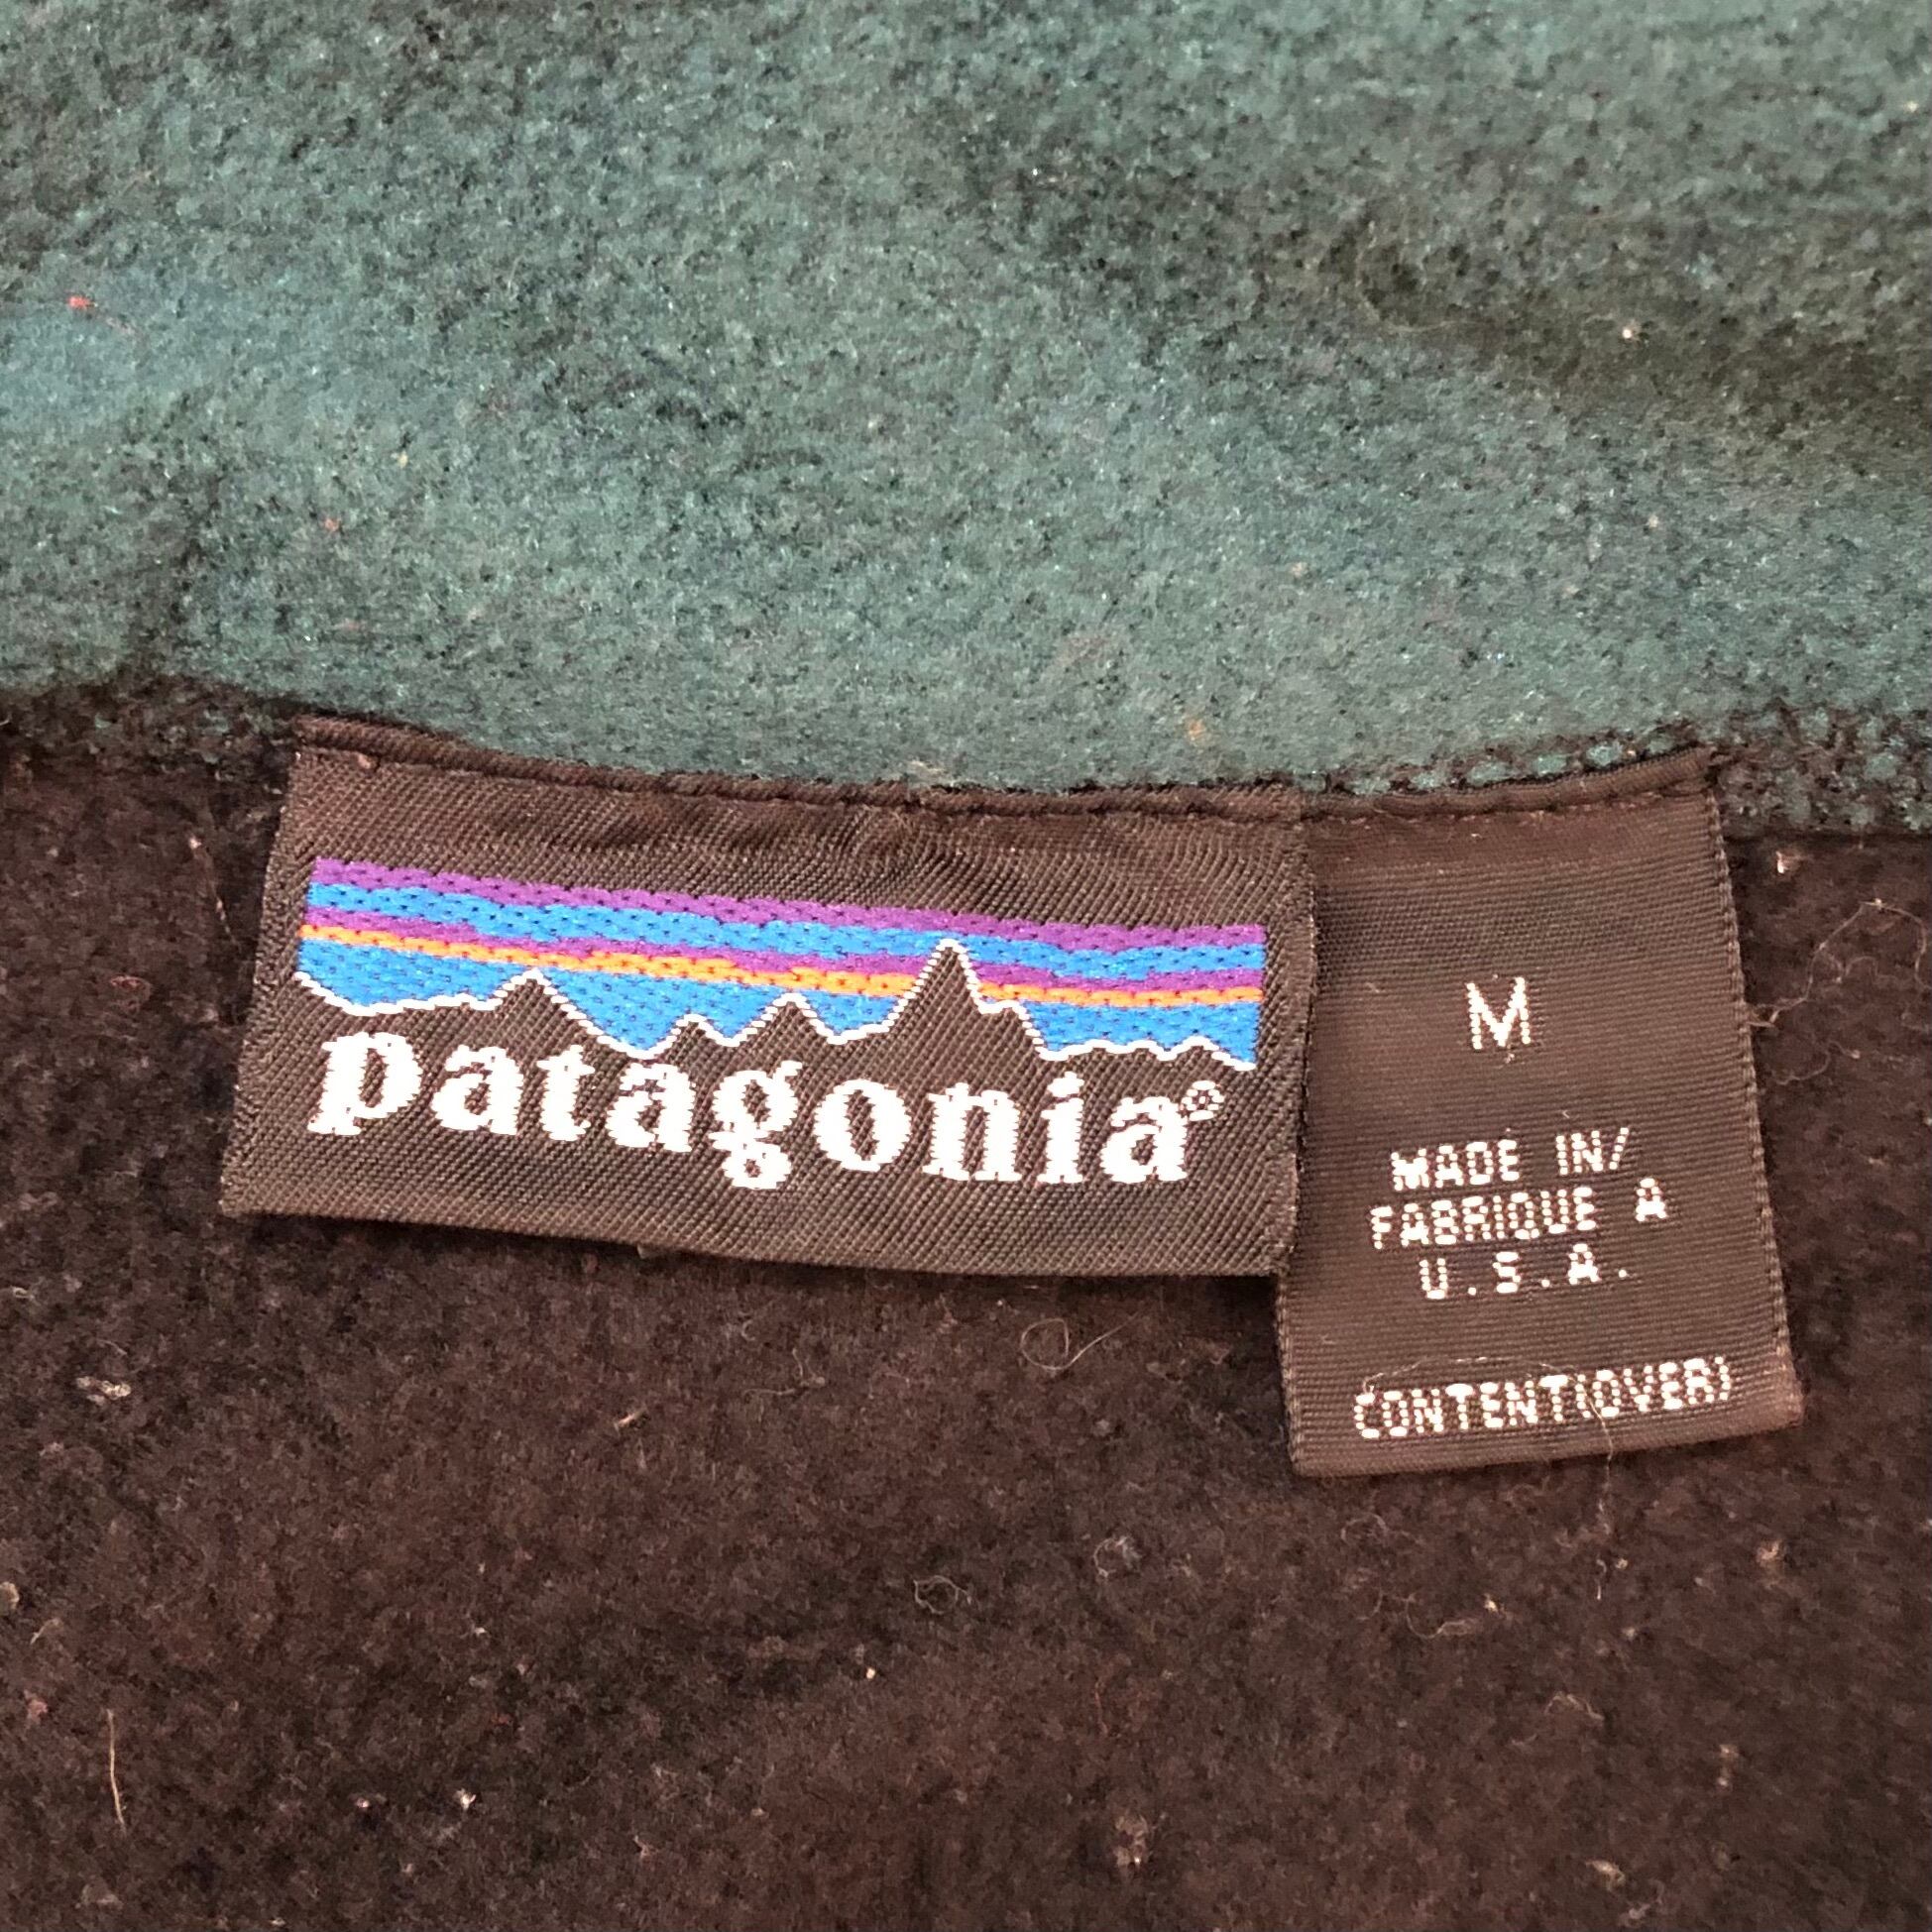 patagonia®
M
MADE IN/
FABRIQUE A
U.S.A.
CONTENT(OVER)